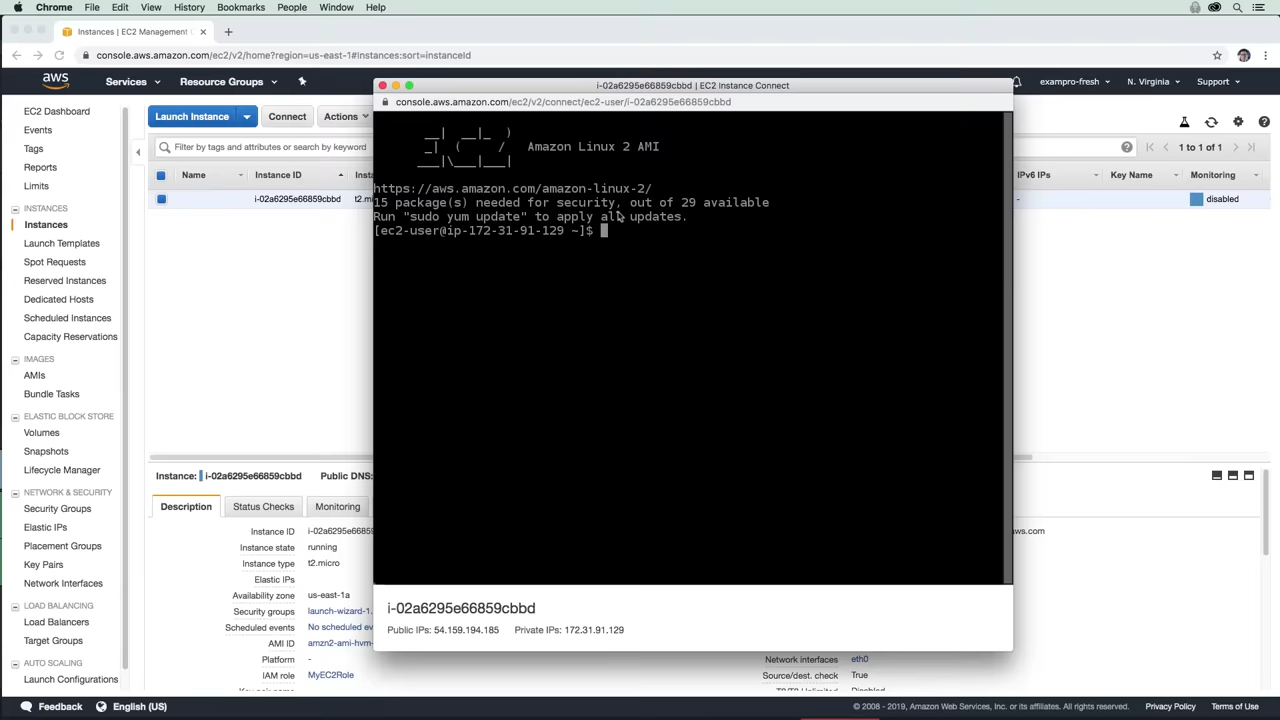 Chrome File Edit View History Bookmarks People Window Help
Instances | EC2 Management
console.aws.amazon.com/ec2/v2/home?region=us-east-1#Instances:sort=instanceId
aws Services Resource Groups exampro-fresh N. Virginia Support
i-02a6295e66859cbbd | EC2 Instance Connect
console.aws.amazon.com/ec2/v2/connect/ec2-user/i-02a6295e66859cbbd
EC2 Dashboard
Events
Tags
Reports
Limits
INSTANCES
Instances
Launch Templates
Spot Requests
Reserved Instances
Dedicated Hosts
Scheduled Instances
Capacity Reservations
IMAGES
AMIs
Bundle Tasks
ELASTIC BLOCK STORE
Volumes
Snapshots
Lifecycle Manager
NETWORK & SECURITY
Security Groups
Elastic IPs
Placement Groups
Key Pairs
Network Interfaces
LOAD BALANCING
Load Balancers
Target Groups
AUTO SCALING
Launch Configurations
Launch Instance Connect Actions
Filter by tags and attributes or search by keyword
1 to 1 of 1
Name Instance ID Inst IPv6 IPs Key Name Monitoring
i-02a6295e66859cbbd t2.m - disabled
__| __|_ )
_| ( / Amazon Linux 2 AMI
___|\___|___|
https://aws.amazon.com/amazon-linux-2/
15 package(s) needed for security, out of 29 available
Run "sudo yum update" to apply all updates.
[ec2-user@ip-172-31-91-129 ~]$
i-02a6295e66859cbbd
Public IPs: 54.159.194.185 Private IPs: 172.31.91.129
Instance: i-02a6295e66859cbbd Public DNS:
Description Status Checks Monitoring
Instance ID i-02a6295e66859
Instance state running
Instance type t2.micro
Elastic IPs
Availability zone us-east-1a
Security groups launch-wizard-1.
Scheduled events No scheduled ev
AMI ID amzn2-ami-hvm-
Platform -
IAM role MyEC2Role
aws.com
Network interfaces eth0
Source/dest. check True
Feedback English (US)
© 2008 - 2019, Amazon Web Services, Inc. or its affiliates. All rights reserved. Privacy Policy Terms of Use